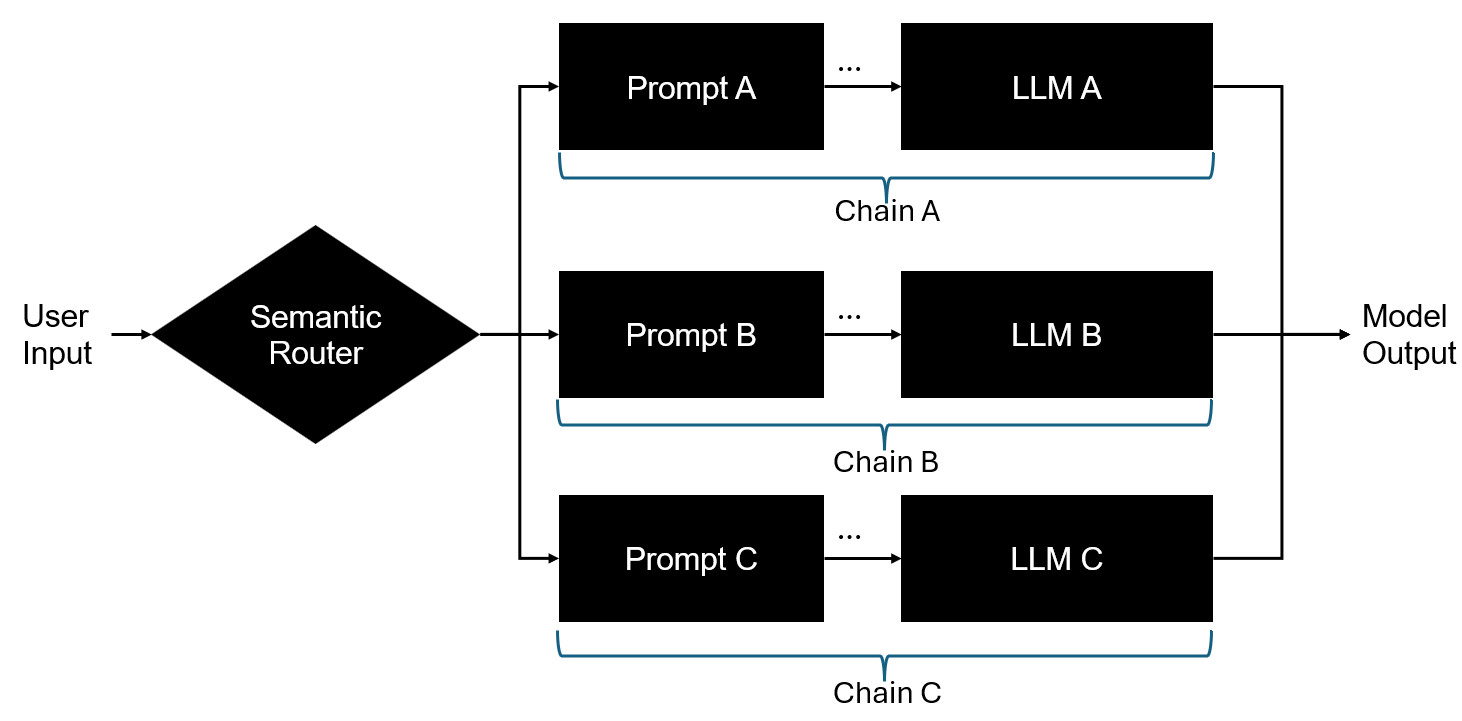 Prompt A
...
LLM A
Chain A
User
Input
Semantic
Router
Prompt B
...
LLM B
Model
Output
Chain B
Prompt C
...
LLM C
Chain C